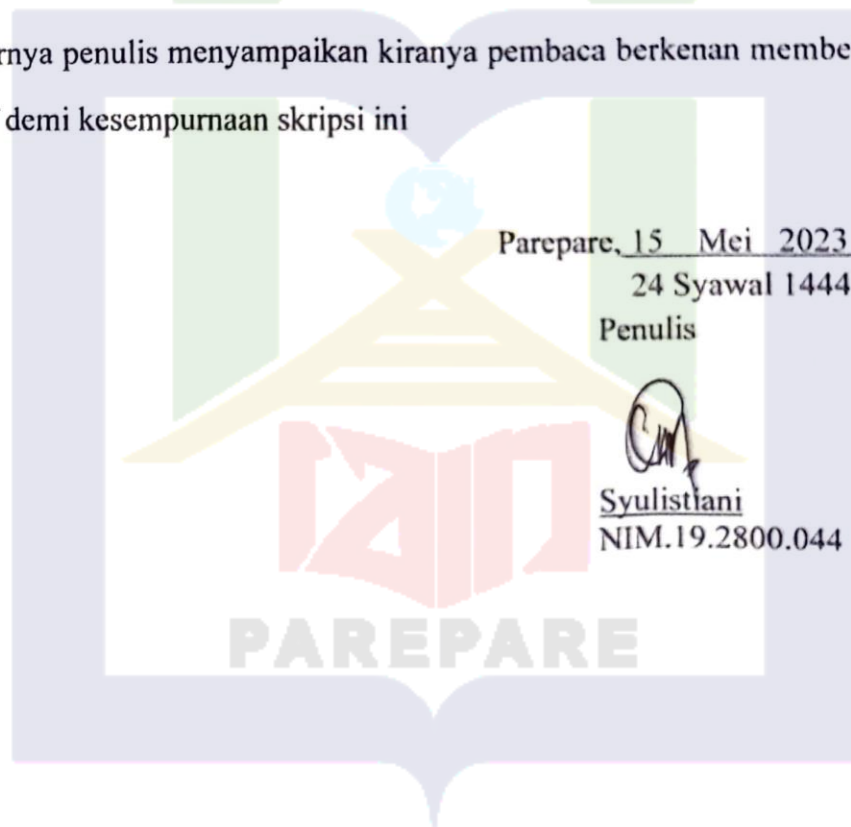 rnya penulis menyampaikan kiranya pembaca berkenan membe
demi kesempurnaan skripsi ini
Parepare, 15 Mei 2023
24 Syawal 1444
Penulis
Syulistiani
NIM.19.2800.044
iain
PAREPARE